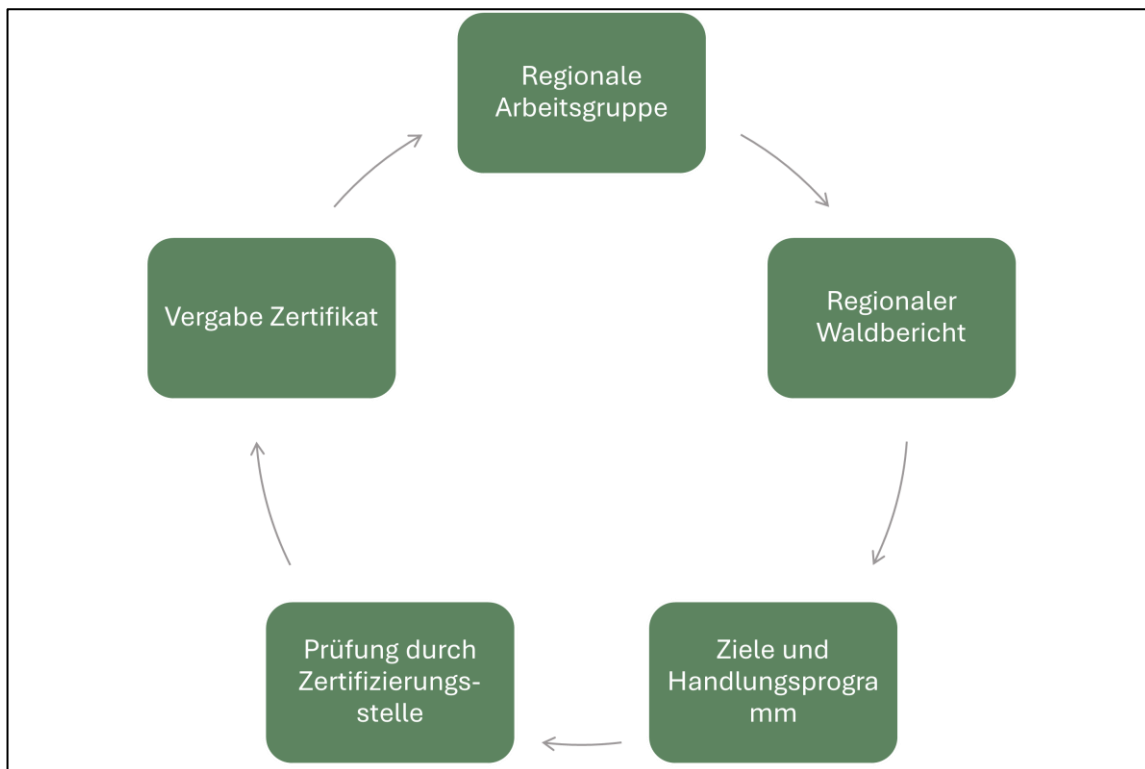 Regionale
Arbeitsgruppe
Regionaler
Waldbericht
Ziele und
Handlungsprogra
mm
Prüfung durch
Zertifizierungs-
stelle
Vergabe Zertifikat